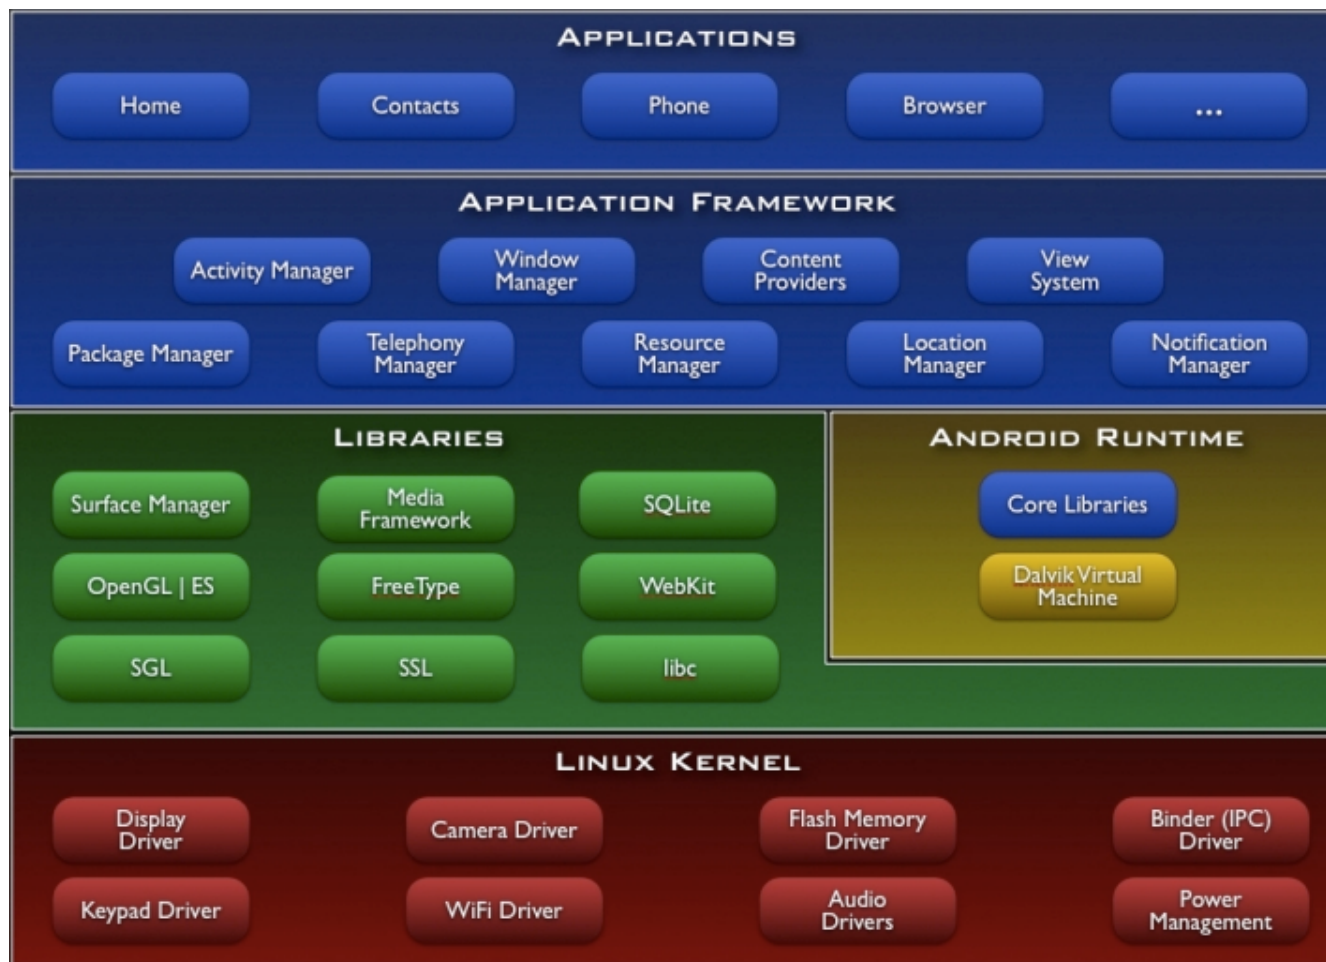 APPLICATIONS
Home
Contacts
Phone
Browser
...
APPLICATION FRAMEWORK
Activity Manager
Window
Manager
Content
Providers
View
System
Package Manager
Telephony
Manager
Resource
Manager
Location
Manager
Notification
Manager
LIBRARIES
Surface Manager
Media
Framework
SQLite
OpenGL | ES
FreeType
WebKit
SGL
SSL
libc
ANDROID RUNTIME
Core Libraries
Dalvik Virtual
Machine
LINUX KERNEL
Display
Driver
Camera Driver
Flash Memory
Driver
Binder (IPC)
Driver
Keypad Driver
WiFi Driver
Audio
Drivers
Power
Management